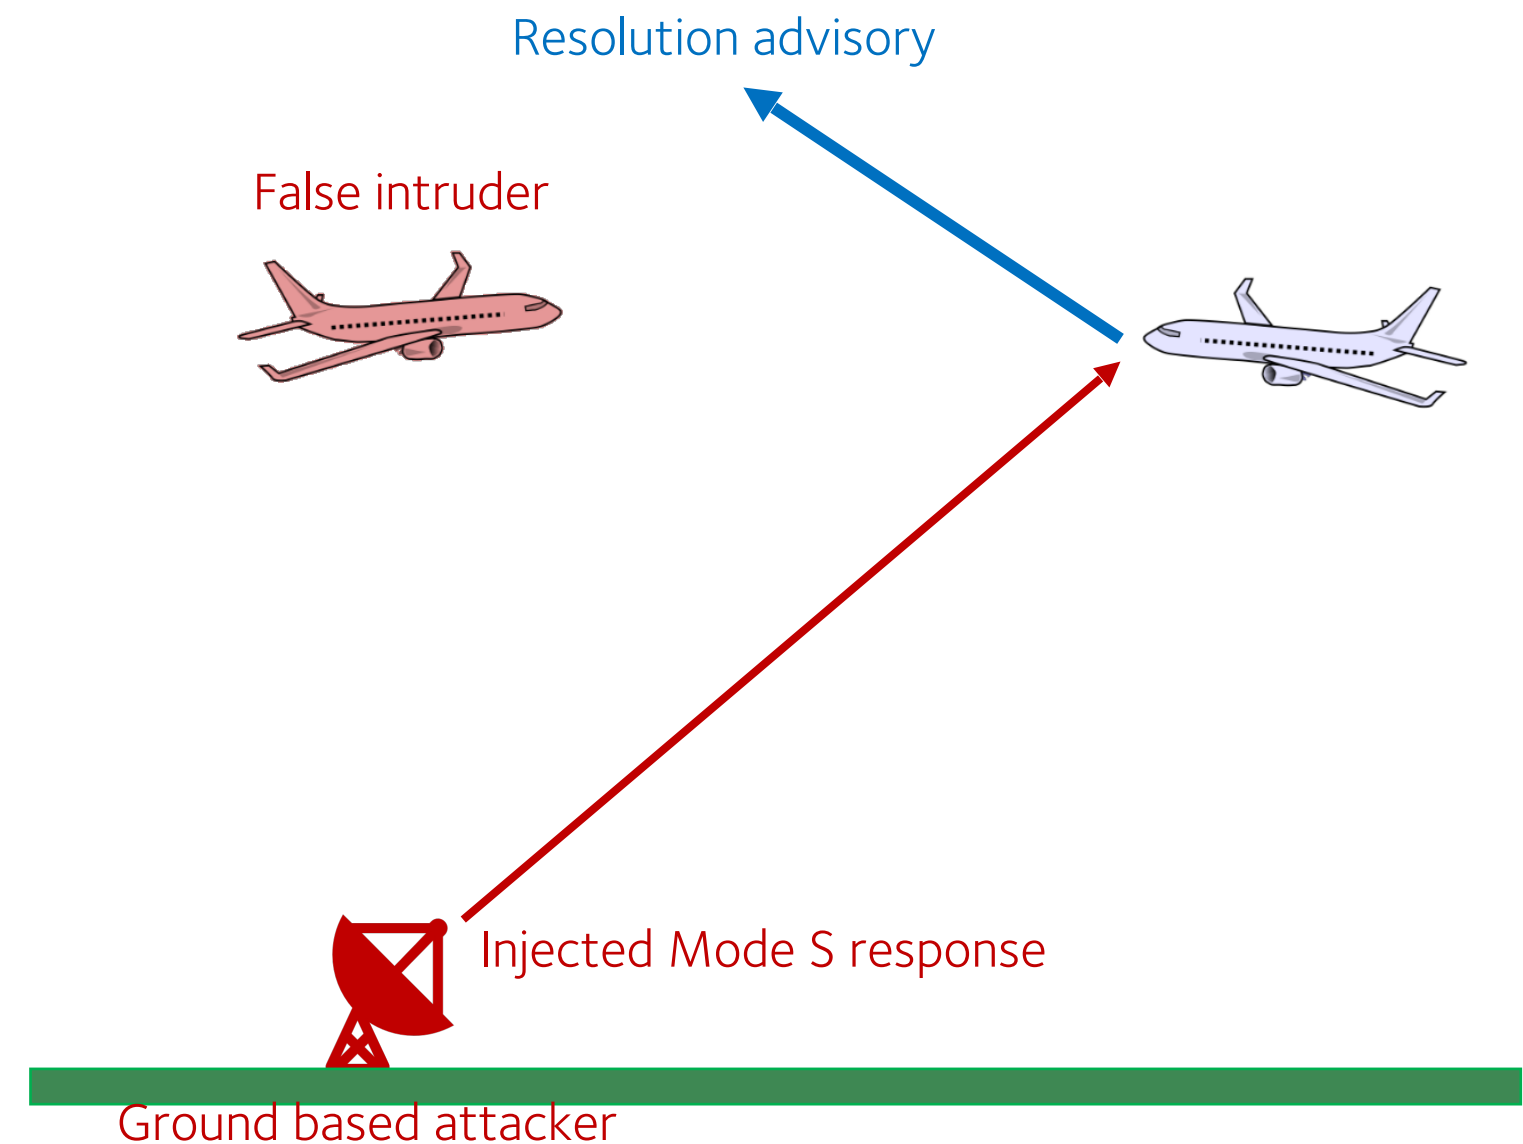 Resolution advisory
False intruder
Injected Mode S response
Ground based attacker